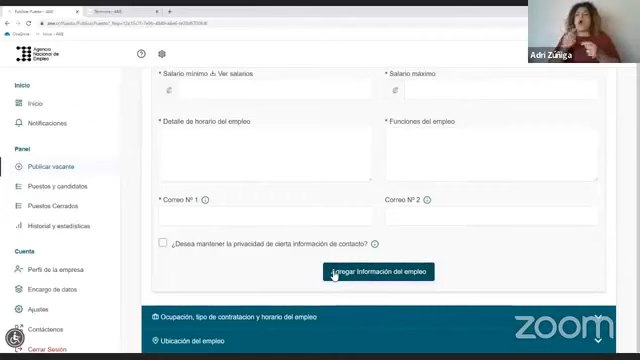 Agencia
Nacional de
Empleo
Inicio
Inicio
Notificaciones
Panel
Publicar vacante
Puestos y candidatos
Puestos Cerrados
Historial y estadísticas
Cuenta
Perfil de la empresa
Encargado de datos
Ajustes
Contáctenos
Cerrar Sesión
* Salario mínimo Ver salarios
* Salario máximo
₡
₡
* Detalle de horario del empleo
* Funciones del empleo
* Correo N° 1
Correo N° 2
¿Desea mantener la privacidad de cierta información de contacto?
Agregar Información del empleo
Ocupación, tipo de contratacion y horario del empleo
Ubicación del empleo
Adri Zúñiga
zoom